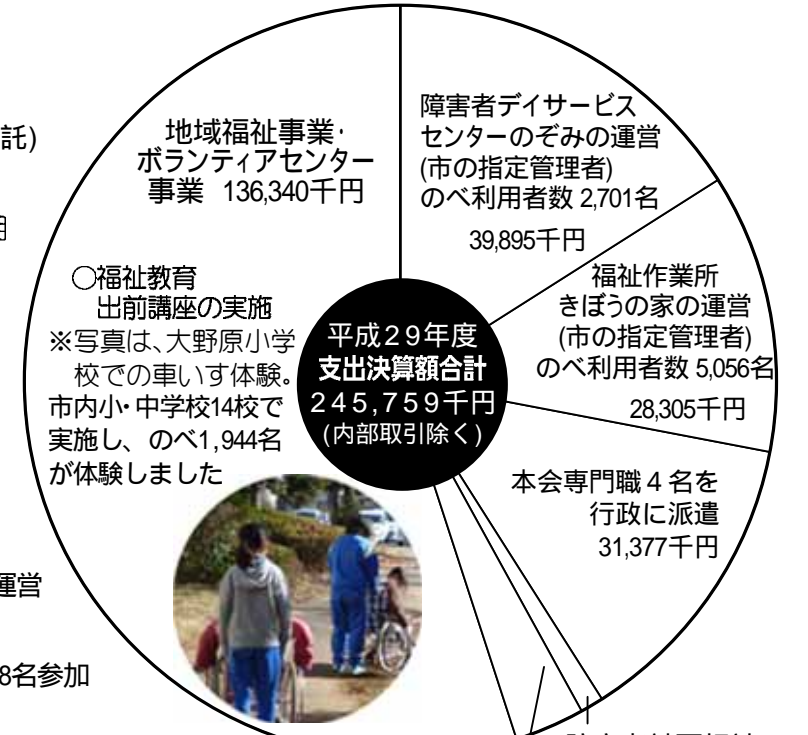 託)
運営
8名参加
地域福祉事業・
ボランティアセンター
事業 136,340千円
○福祉教育
出前講座の実施
※写真は、大野原小学
校での車いす体験。
市内小・中学校14校で
実施し、のべ1,944名
が体験しました
平成29年度
支出決算額合計
245,759千円
(内部取引除く)
障害者デイサービス
センターのぞみの運営
(市の指定管理者)
のべ利用者数 2,701名
39,895千円
福祉作業所
きぼうの家の運営
(市の指定管理者)
のべ利用者数 5,056名
28,305千円
本会専門職4名を
行政に派遣
31,377千円